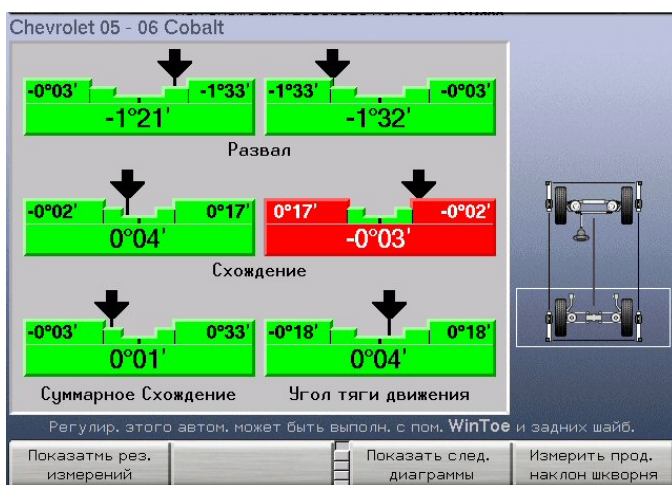 Chevrolet 05 - 06 Cobalt
-0°03' -1°33' -1°33' -0°03'
-1°21' -1°32'
Развал
-0°02' 0°17' 0°17' -0°02'
0°04' -0°03'
Схождение
-0°03' 0°33' -0°18' 0°18'
0°01' 0°04'
Суммарное Схождение Угол тяги движения
Регулир. этого автом. может быть выполн. с пом. WinToe и задних шайб.
Показатмь рез. Показать след. Измерить прод.
измерений диаграммы наклон шкворня